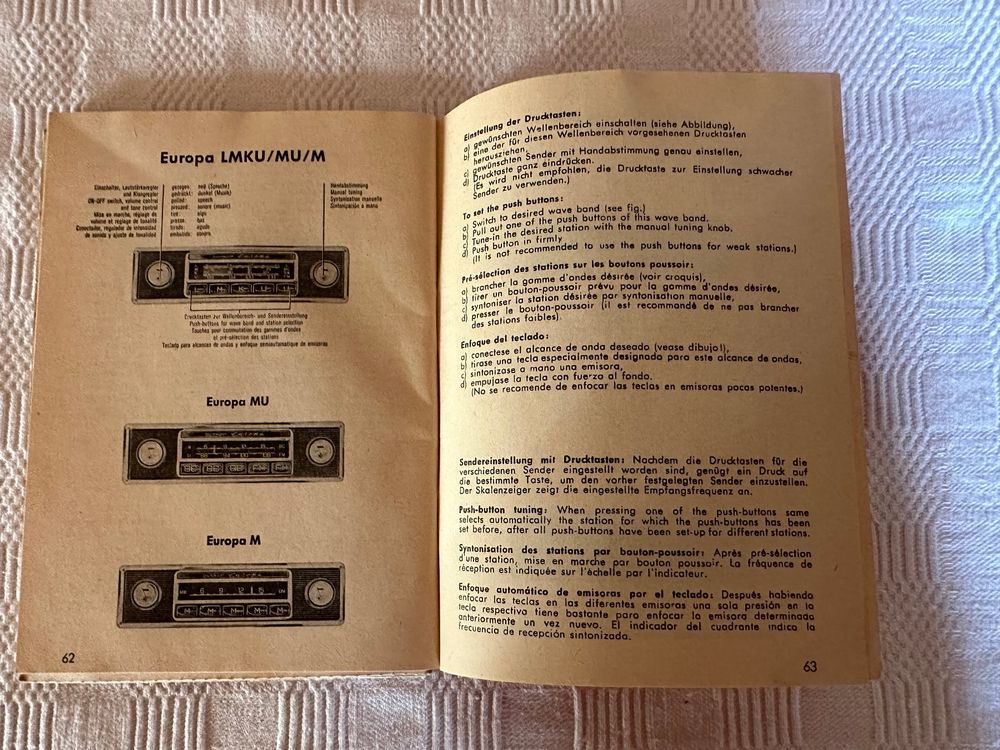 Europa LMKU/MU/M
Einschalter, Lautstärkeregler
und Klangregler
ON-OFF switch, volume control
and tone control
Mise en marche, réglage de
volume et réglage de tonalité
Conectador, regulador de intensidad
de sonido y ajuste de tonalidad
gezogen: hell (Sprache)
gedrückt: dunkel (Musik)
pulled: speech
pressed: sonore (music)
tiré: aigu
pressé: bas
tirado: agudo
embutido: sonoro
Handabstimmung
Manual tuning
Syntonisation manuelle
Sintonización a mano
L M K U U
Drucktasten zur Wellenbereich- und Sendereinstellung
Push-buttons for wave band and station selection
Touches pour commutation des gammes d'ondes
et pré-sélection des stations
Teclado para alcances de ondas y enfoque semiautomatique de emisoras
Europa MU
Europa M
M M M M M
62
Einstellung der Drucktasten:
a) gewünschten Wellenbereich einschalten (siehe Abbildung),
b) eine der für diesen Wellenbereich vorgesehenen Drucktasten
herausziehen,
c) gewünschten Sender mit Handabstimmung genau einstellen,
d) Drucktaste ganz eindrücken.
(Es wird nicht empfohlen, die Drucktaste zur Einstellung schwacher
Sender zu verwenden.)
To set the push buttons:
a) Switch to desired wave band (see fig.)
b) Pull out one of the push buttons of this wave band.
c) Tune-in the desired station with the manual tuning knob.
d) Push button in firmly
(It is not recommended to use the push buttons for weak stations.)
Pré-sélection des stations sur les boutons poussoir:
a) brancher la gamme d'ondes désirée (voir croquis),
b) tirer un bouton-poussoir prévu pour la gamme d'ondes désirée,
c) syntoniser la station désirée par syntonisation manuelle,
d) presser le bouton-poussoir (il est recommandé de ne pas brancher
des stations faibles).
Enfoque del teclado:
a) conectese el alcance de onda deseado (vease dibujo!),
b) tirase una tecla especialmente designado para este alcance de ondas,
c) sintonizase a mano una emisora,
d) empujase la tecla con fuerza al fondo.
(No se recomende de enfocar las teclas en emisoras pocas potentes.)
Sendereinstellung mit Drucktasten: Nachdem die Drucktasten für die
verschiedenen Sender eingestellt worden sind, genügt ein Druck auf
die bestimmte Taste, um den vorher festgelegten Sender einzustellen.
Der Skalenzeiger zeigt die eingestellte Empfangsfrequenz an.
Push-button tuning: When pressing one of the push-buttons same
selects automatically the station for which the push-buttons has been
set before, after all push-buttons have been set-up for different stations.
Syntonisation des stations par bouton-poussoir: Après pré-sélection
d'une station, mise en marche par bouton poussoir. La fréquence de
réception est indiquée sur l'échelle par l'indicateur.
Enfoque automático de emisoras por el teclado: Después habiendo
enfocar las teclas en las diferentes emisoras una sola presión en la
tecla respectiva tiene bastante para enfocar la emisora determinada
anteriormente un vez nuevo. El indicador del cuadrante indica la
frecuencia de recepción sintonizada.
63